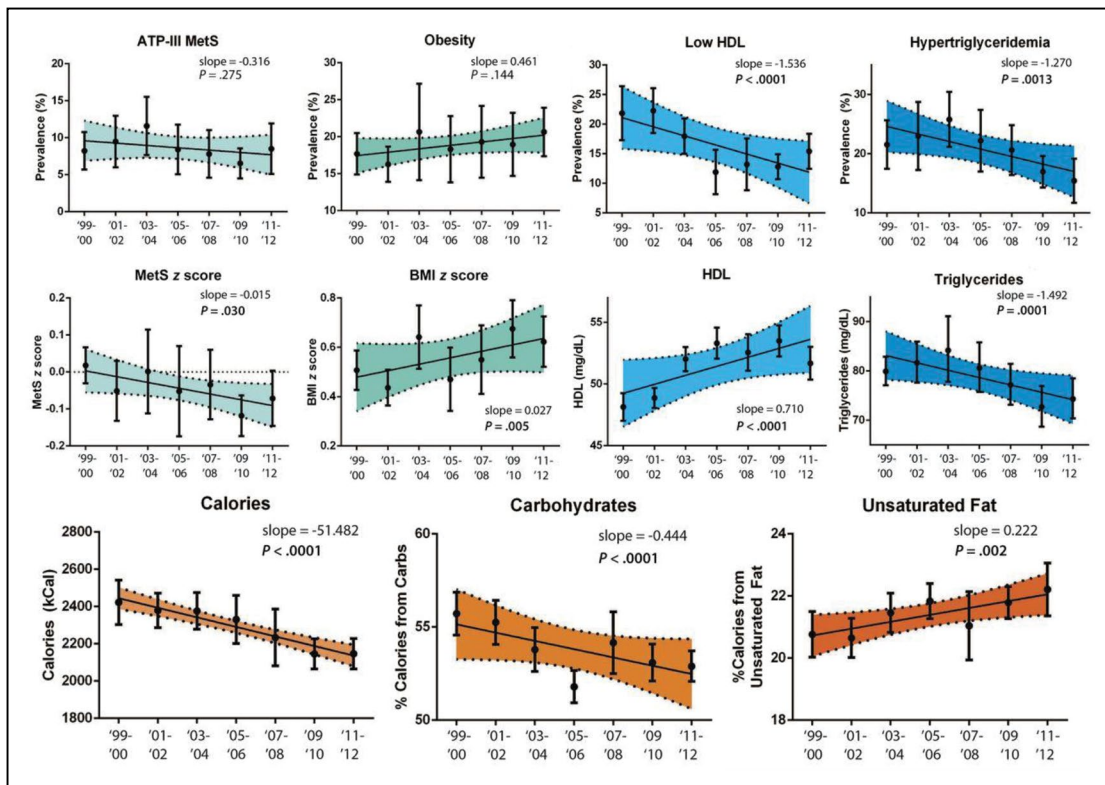 ATP-III MetS
slope = -0.316
P = .275
Prevalence (%)
20
15
10
5
0
'99- '01- '03- '05- '07- '09 '11-
'00 '02 '04 '06 '08 '10 '12
Obesity
slope = 0.461
P = .144
Prevalence (%)
30
25
20
15
10
'99- '01- '03- '05- '07- '09 '11-
'00 '02 '04 '06 '08 '10 '12
Low HDL
slope = -1.536
P < .0001
Prevalence (%)
30
25
20
15
10
5
'99- '01- '03- '05- '07- '09 '11-
'00 '02 '04 '06 '08 '10 '12
Hypertriglyceridemia
slope = -1.270
P = .0013
Prevalence (%)
40
30
20
10
'99- '01- '03- '05- '07- '09 '11-
'00 '02 '04 '06 '08 '10 '12
MetS z score
slope = -0.015
P = .030
MetS z score
0.2
0.1
0.0
-0.1
-0.2
'99- '01- '03- '05- '07- '09 '11-
'00 '02 '04 '06 '08 '10 '12
BMI z score
BMI z score
1.0
0.8
0.6
0.4
0.2
slope = 0.027
P = .005
'99- '01- '03- '05- '07- '09 '11-
'00 '02 '04 '06 '08 '10 '12
HDL
HDL (mg/dL)
55
50
45
slope = 0.710
P < .0001
'99- '01- '03- '05- '07- '09 '11-
'00 '02 '04 '06 '08 '10 '12
Triglycerides
slope = -1.492
P = .0001
Triglycerides (mg/dL)
90
80
70
'99- '01- '03- '05- '07- '09 '11-
'00 '02 '04 '06 '08 '10 '12
Calories
slope = -51.482
P < .0001
Calories (kCal)
2800
2600
2400
2200
2000
1800
'99- '01- '03- '05- '07- '09 '11-
'00 '02 '04 '06 '08 '10 '12
Carbohydrates
slope = -0.444
P < .0001
% Calories from Carbs
60
55
50
'99- '01- '03- '05- '07- '09 '11-
'00 '02 '04 '06 '08 '10 '12
Unsaturated Fat
slope = 0.222
P = .002
%Calories from
Unsaturated Fat
24
22
20
18
'99- '01- '03- '05- '07- '09 '11-
'00 '02 '04 '06 '08 '10 '12